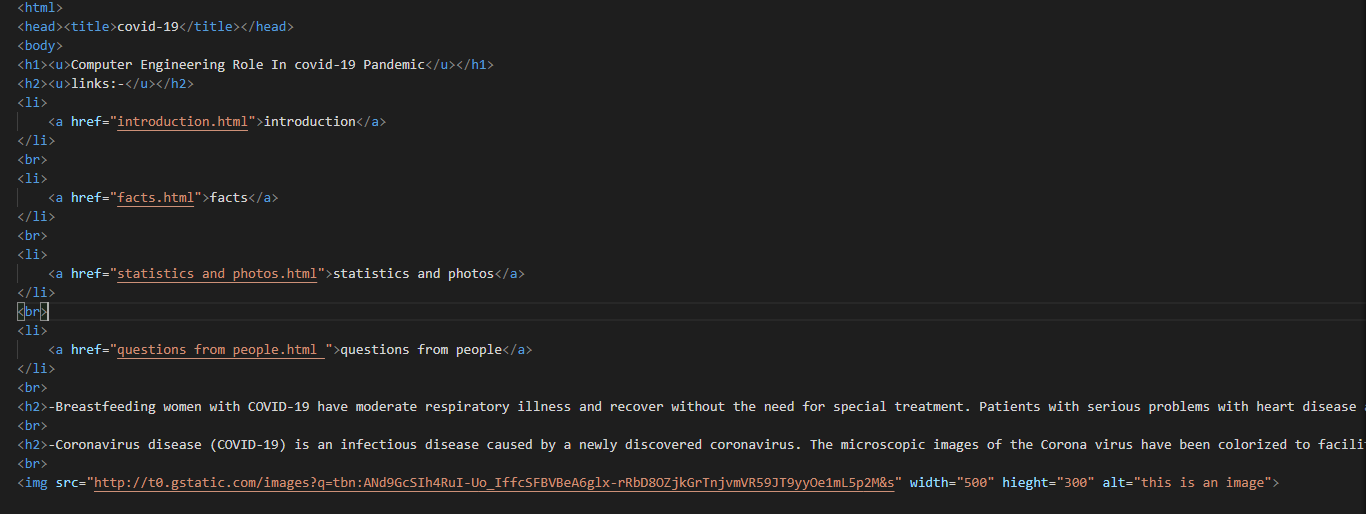 <html>
<head><title>covid-19</title></head>
<body>
<h1><u>Computer Engineering Role In covid-19 Pandemic</u></h1>
<h2><u>links:-</u></h2>
<li>
<a href="introduction.html">introduction</a>
</li>
<br>
<li>
<a href="facts.html">facts</a>
</li>
<br>
<li>
<a href="statistics and photos.html">statistics and photos</a>
</li>
<br>
<li>
<a href="questions from people.html ">questions from people</a>
</li>
<br>
<h2>-Breastfeeding women with COVID-19 have moderate respiratory illness and recover without the need for special treatment. Patients with serious problems with heart disease
<br>
<h2>-Coronavirus disease (COVID-19) is an infectious disease caused by a newly discovered coronavirus. The microscopic images of the Corona virus have been colorized to facili
<br>
<img src="http://t0.gstatic.com/images?q=tbn:ANd9GcSIh4RuI-Uo_IffcSFBVBeA6glx-rRbD8OZjkGrTnjvmVR59JT9yyOe1mL5p2M&s" width="500" hieght="300" alt="this is an image">